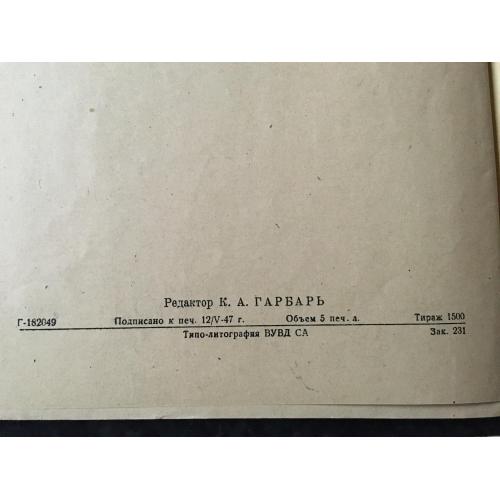 Редактор К. А. ГАРБАРЬ
Г-182049 Подписано к печ. 12/V-47 г. Объем 5 печ. л. Тираж 1500
Типо-литография ВУВД СА Зак. 231